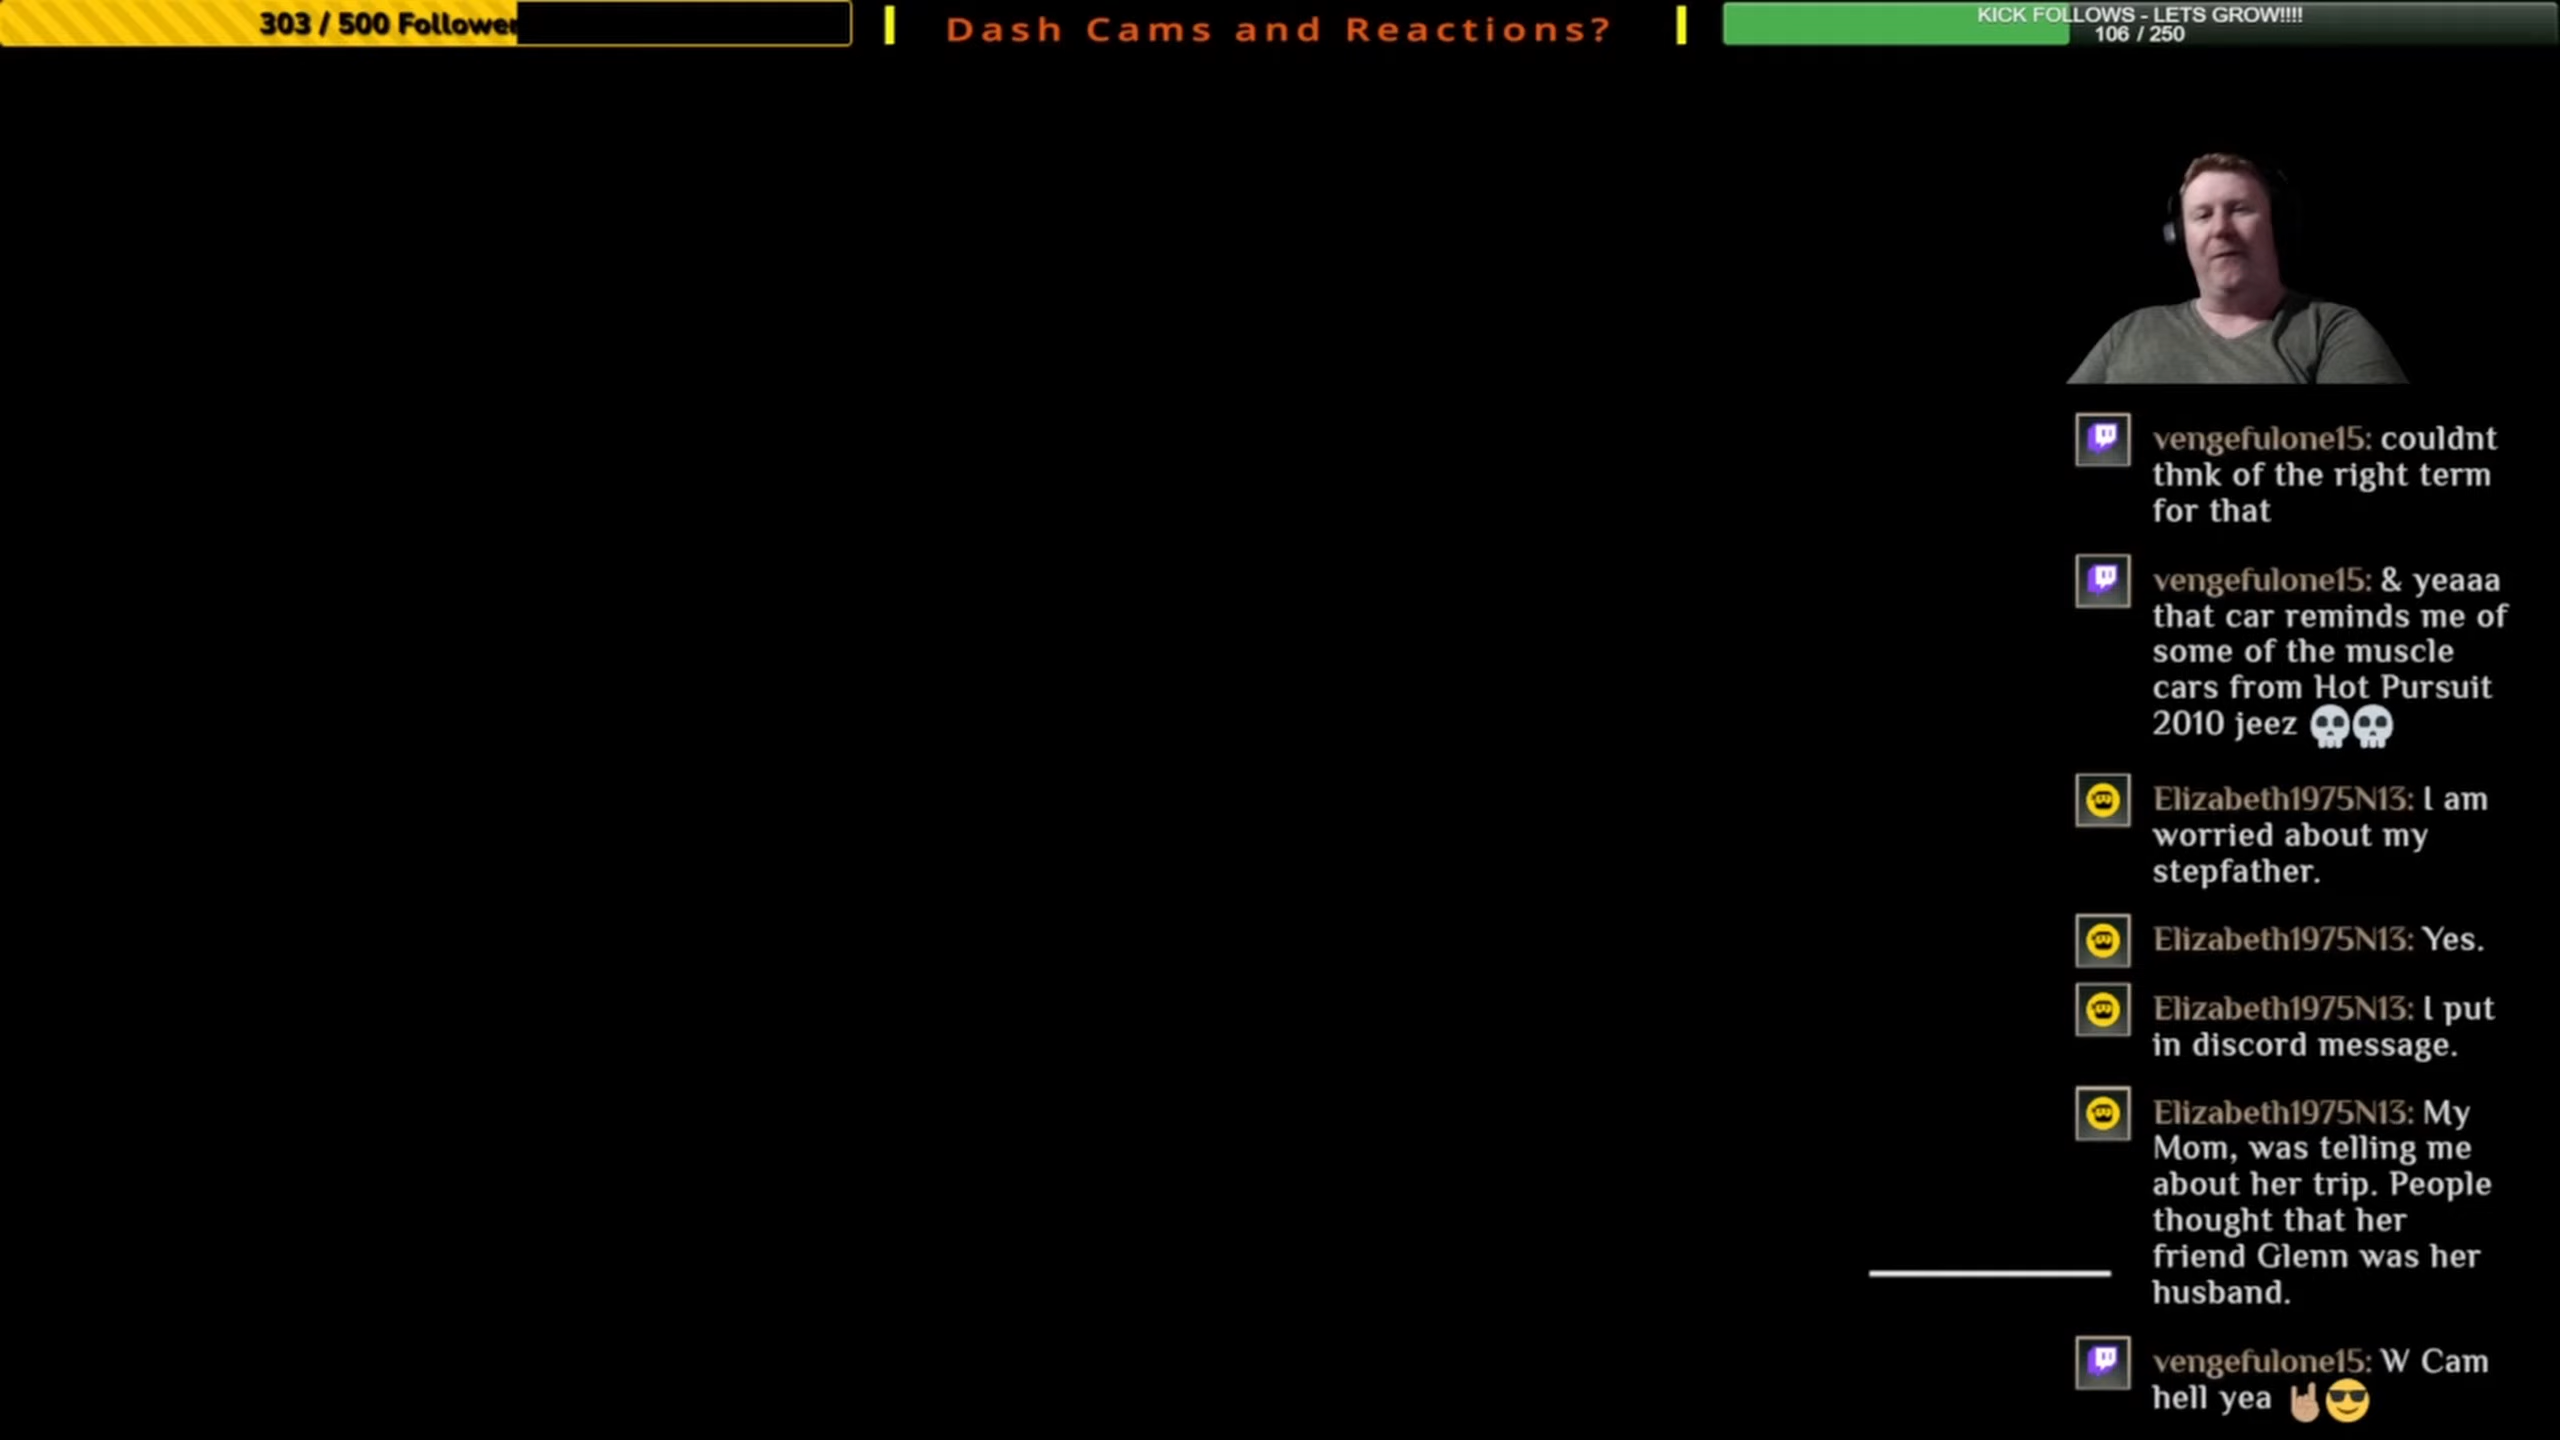 303 / 500 Follower
Dash Cams and Reactions?
KICK FOLLOWS - LETS GROW!!!!
106 / 250
vengefulone15: couldnt
thnk of the right term
for that
vengefulone15: & yeaaa
that car reminds me of
some of the muscle
cars from Hot Pursuit
2010 jeez 💀💀
Elizabeth1975N13: I am
worried about my
stepfather.
Elizabeth1975N13: Yes.
Elizabeth1975N13: I put
in discord message.
Elizabeth1975N13: My
Mom, was telling me
about her trip. People
thought that her
friend Glenn was her
husband.
vengefulone15: W Cam
hell yea 🤘🏼😎